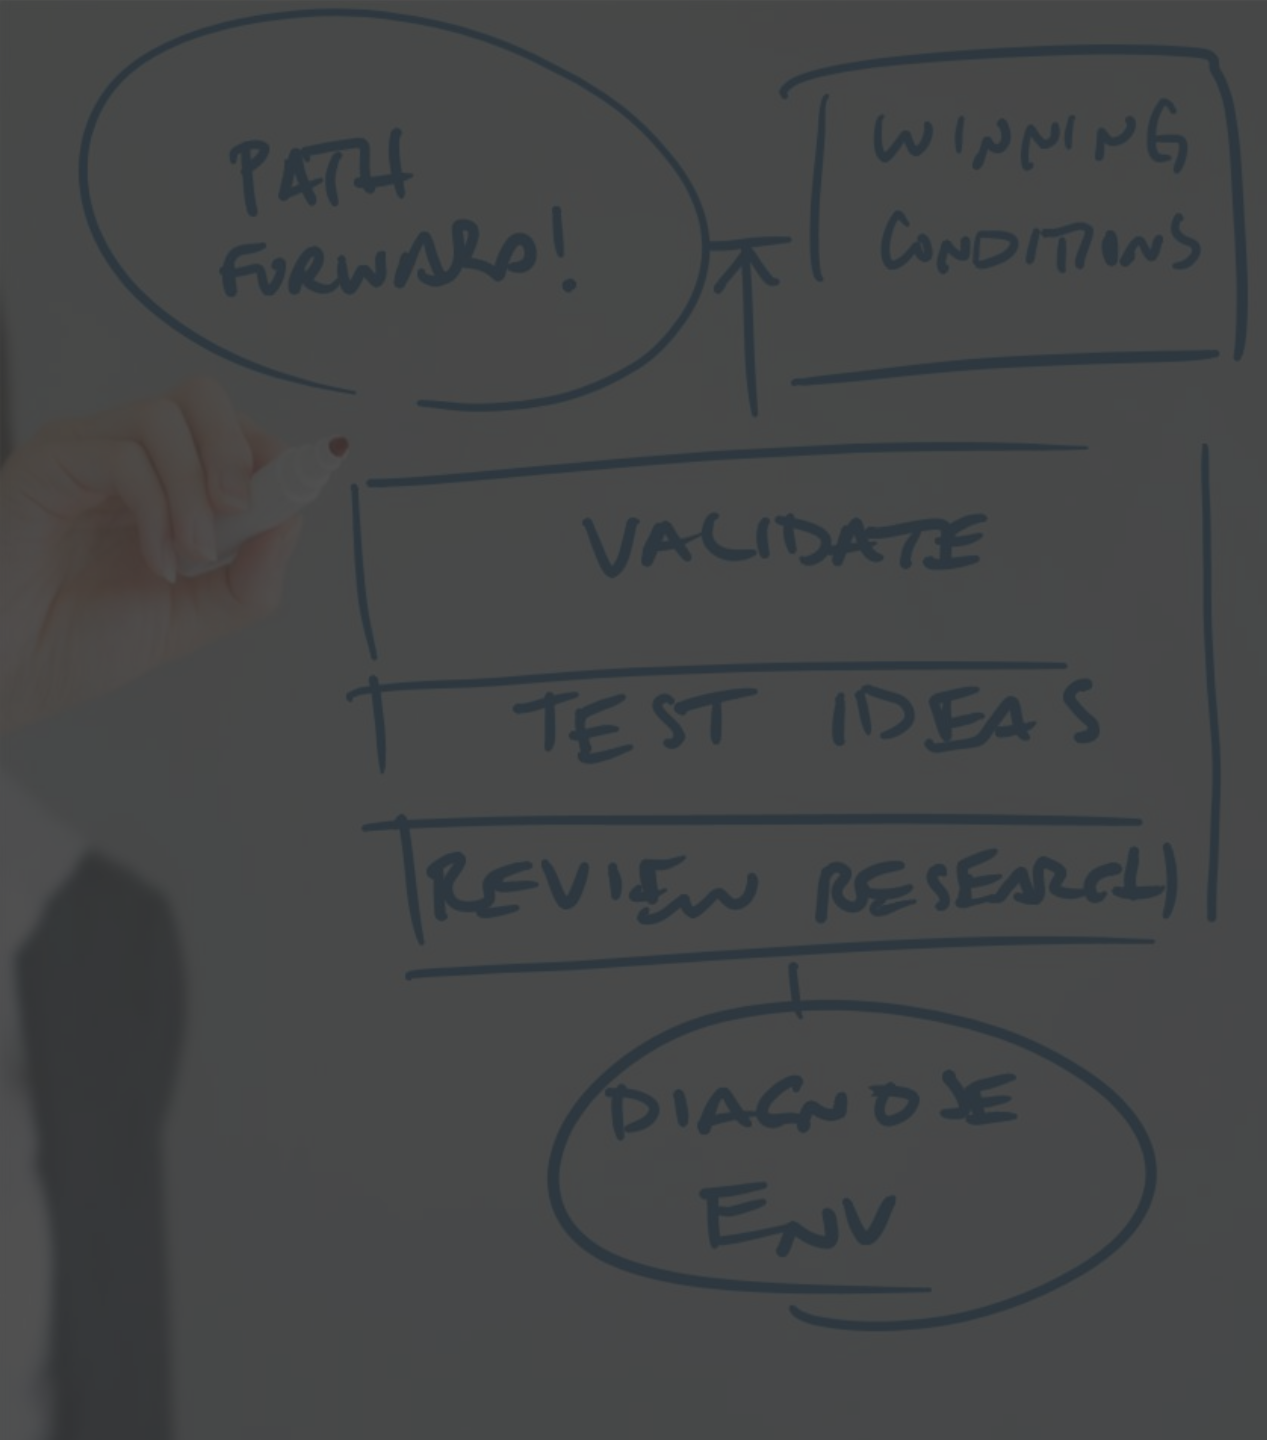 PATH
FORWARD!
WINNING
CONDITIONS
VALIDATE
TEST IDEAS
REVIEW RESEARCH
DIAGNOSE
ENV